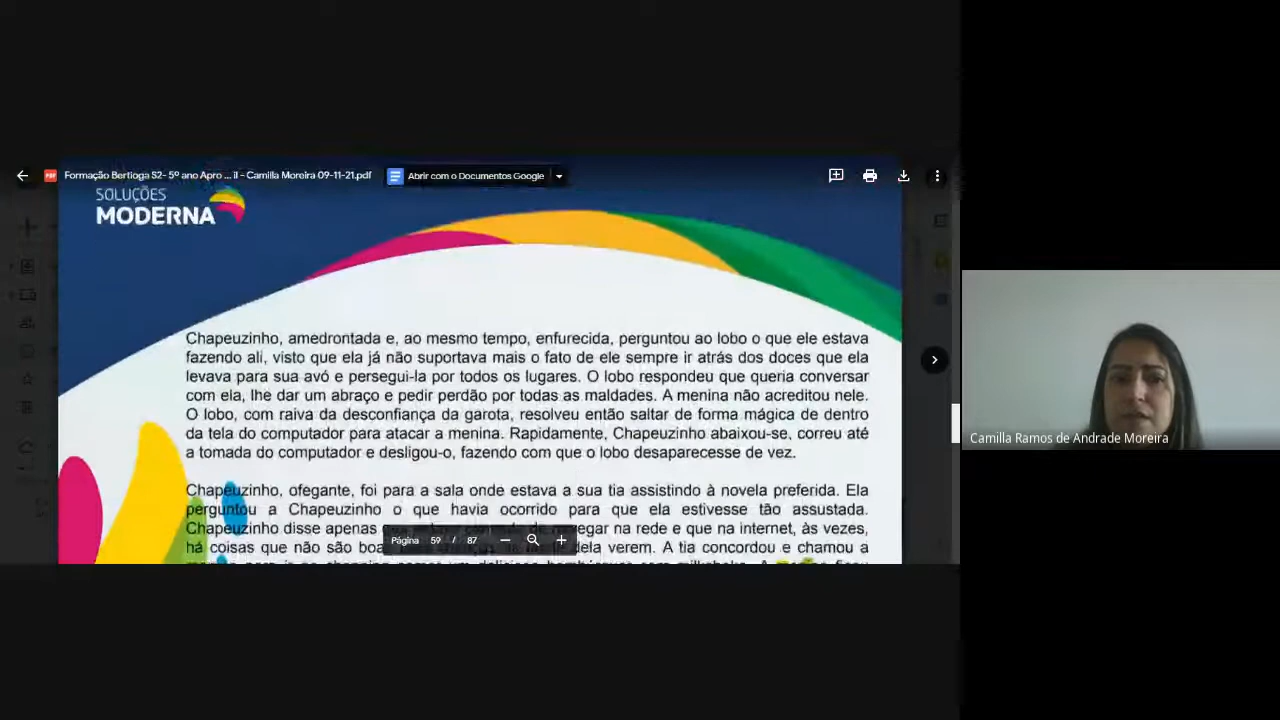 Formação Bertioga S2- 5º ano Apro ... il - Camilla Moreira 09-11-21.pdf
Abrir com o Documentos Google
SOLUÇÕES
MODERNA
Chapeuzinho, amedrontada e, ao mesmo tempo, enfurecida, perguntou ao lobo o que ele estava
fazendo ali, visto que ela já não suportava mais o fato de ele sempre ir atrás dos doces que ela
levava para sua avó e persegui-la por todos os lugares. O lobo respondeu que queria conversar
com ela, lhe dar um abraço e pedir perdão por todas as maldades. A menina não acreditou nele.
O lobo, com raiva da desconfiança da garota, resolveu então saltar de forma mágica de dentro
da tela do computador para atacar a menina. Rapidamente, Chapeuzinho abaixou-se, correu até
a tomada do computador e desligou-o, fazendo com que o lobo desaparecesse de vez.
Chapeuzinho, ofegante, foi para a sala onde estava a sua tia assistindo à novela preferida. Ela
perguntou a Chapeuzinho o que havia ocorrido para que ela estivesse tão assustada.
Chapeuzinho disse apenas navegar na rede e que na internet, às vezes,
há coisas que não são boa dela verem. A tia concordou e chamou a
Página 59 / 87
Camilla Ramos de Andrade Moreira